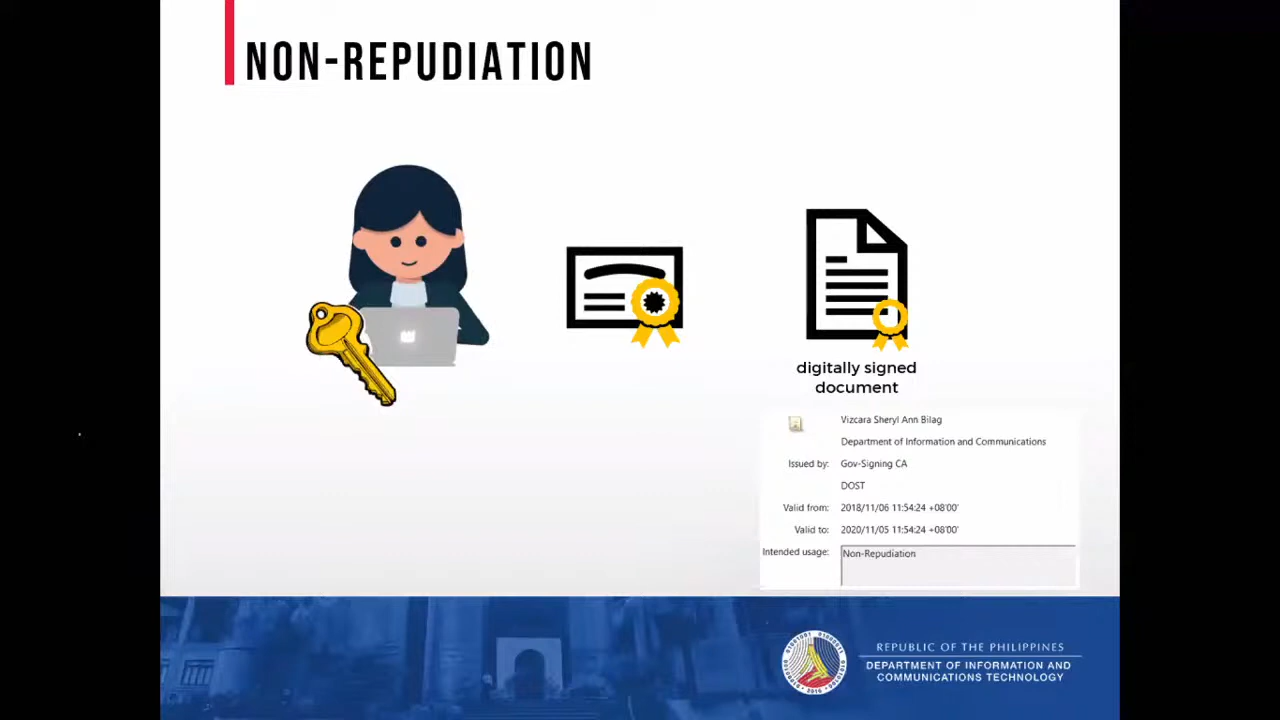 NON-REPUDIATION
digitally signed
document
Vizcara Sheryl Ann Bilag
Department of Information and Communications
Issued by: Gov-Signing CA
DOST
Valid from: 2018/11/06 11:54:24 +08'00'
Valid to: 2020/11/05 11:54:24 +08'00'
Intended usage: Non-Repudiation
REPUBLIC OF THE PHILIPPINES
DEPARTMENT OF INFORMATION AND
COMMUNICATIONS TECHNOLOGY
2016